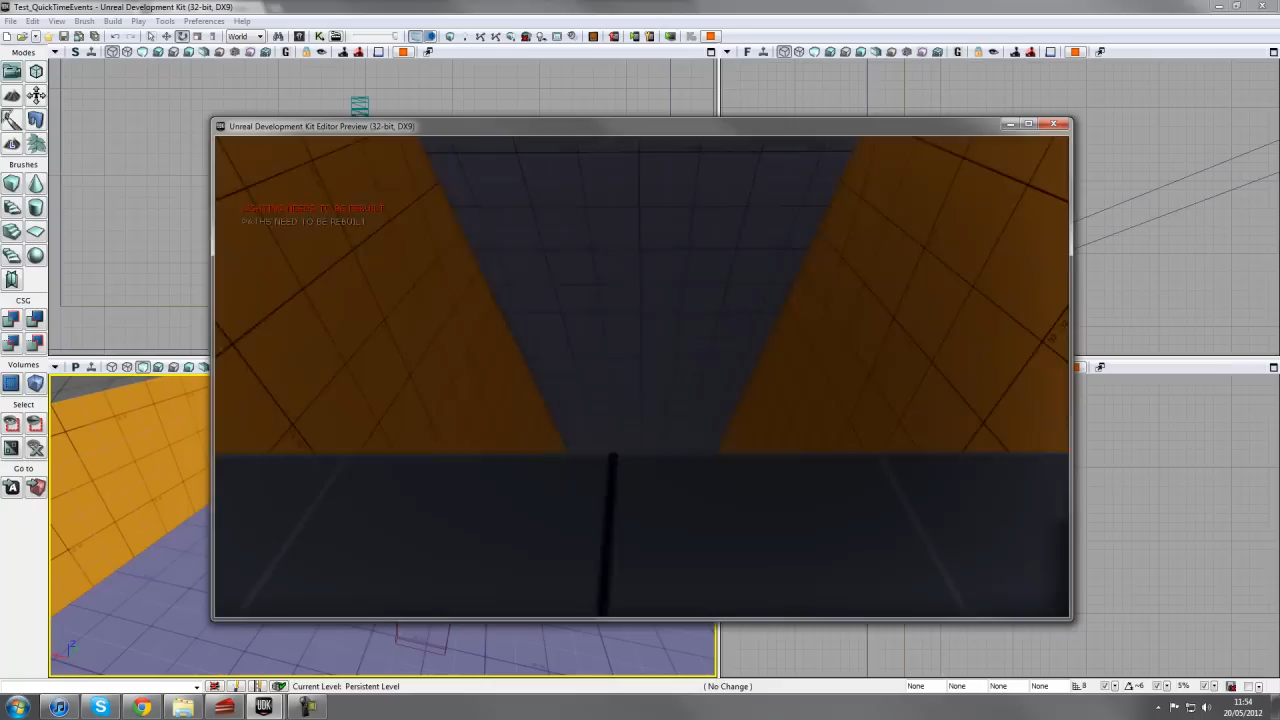 Test_QuickTimeEvents - Unreal Development Kit (32-bit, DX9)
File Edit View Brush Build Play Tools Preferences Help
World
Modes
S G
F G
Unreal Development Kit Editor Preview (32-bit, DX9)
LIGHTING NEEDS TO BE REBUILT
PATHS NEED TO BE REBUILT
Brushes
CSG
Volumes
P
Select
Go to
Z
Current Level: Persistent Level
( No Change )
None None None None 8 ~6 5%
UDK
11:54
20/05/2012